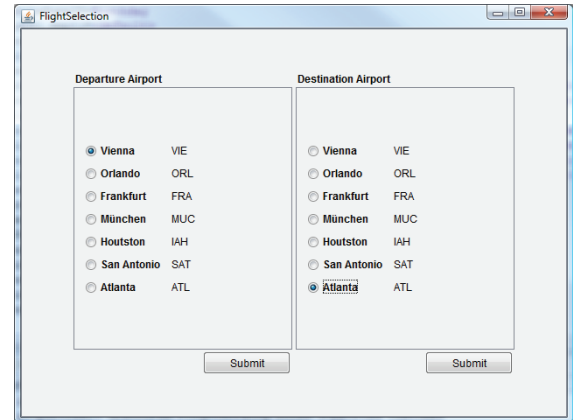 FlightSelection
Departure Airport
Vienna VIE
Orlando ORL
Frankfurt FRA
München MUC
Houtston IAH
San Antonio SAT
Atlanta ATL
Submit
Destination Airport
Vienna VIE
Orlando ORL
Frankfurt FRA
München MUC
Houtston IAH
San Antonio SAT
Atlanta ATL
Submit